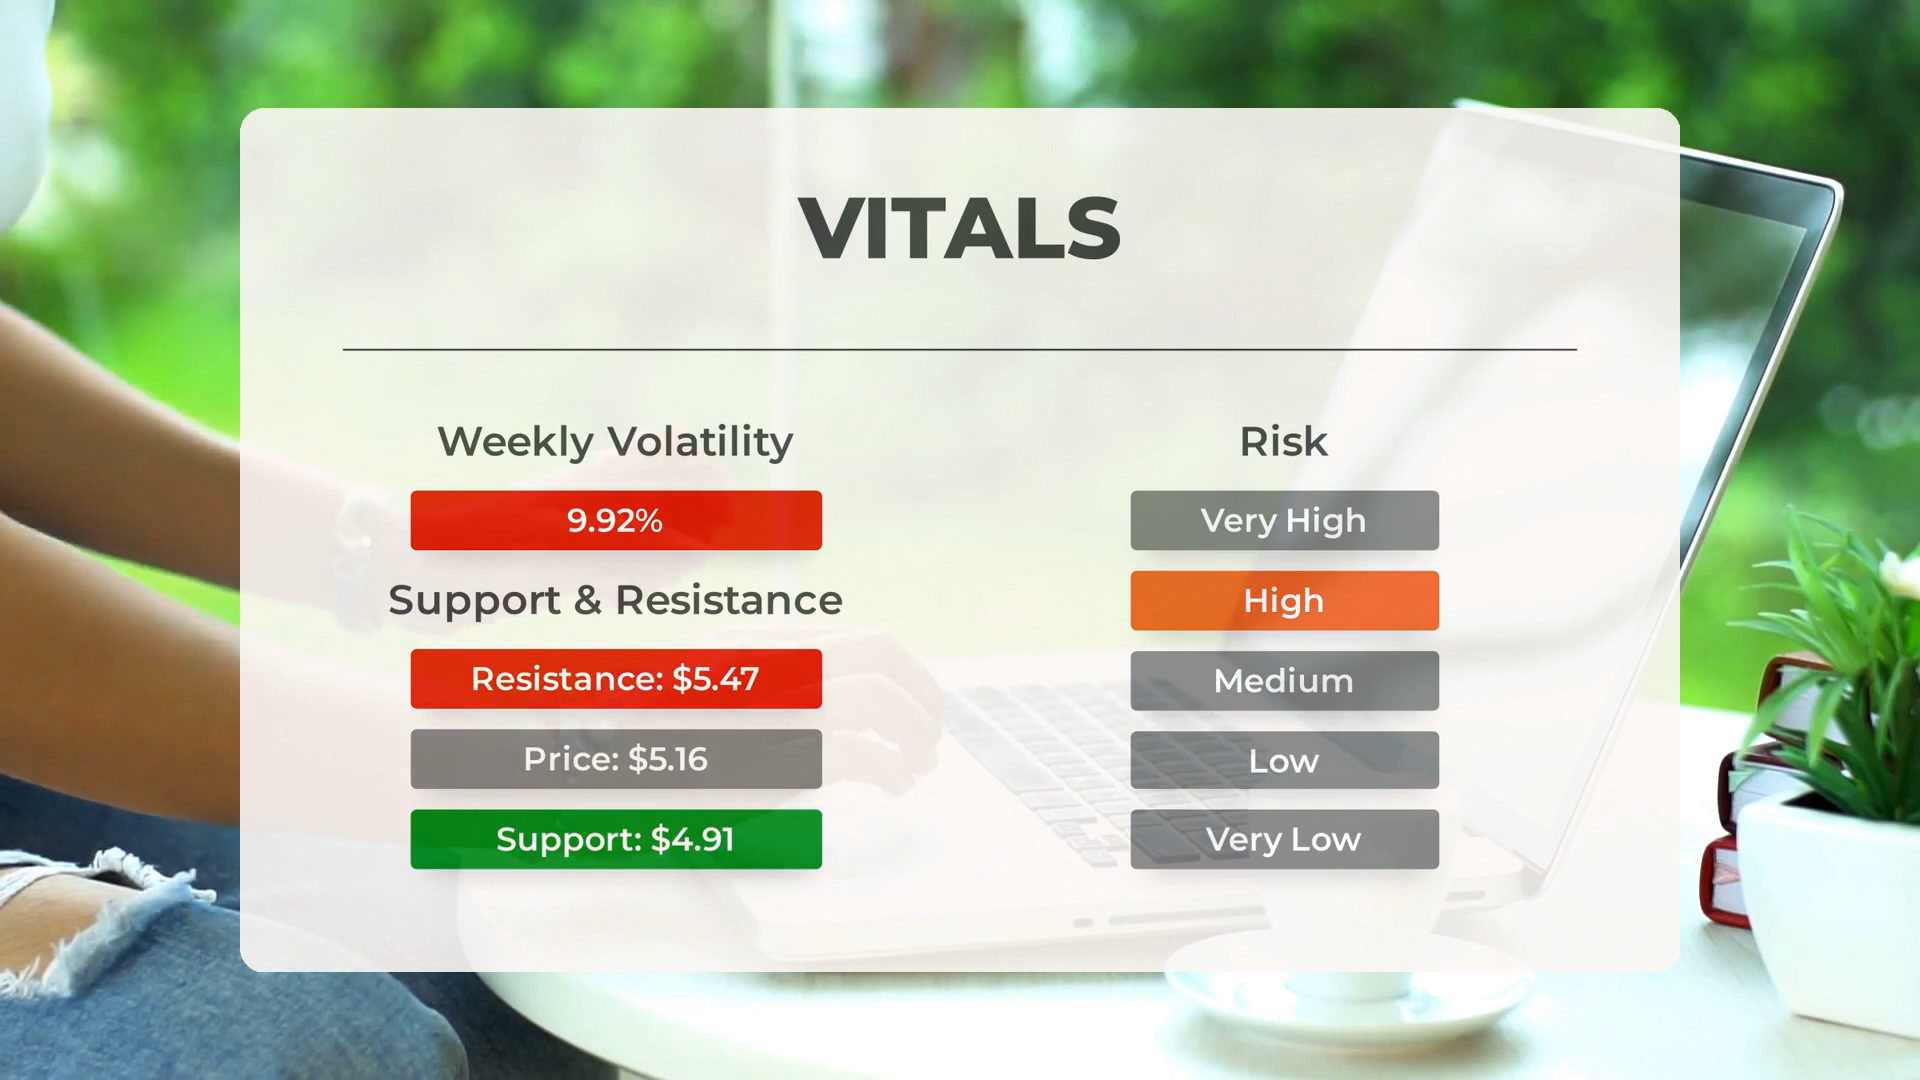 VITALS
Weekly Volatility
9.92%
Support & Resistance
Resistance: $5.47
Price: $5.16
Support: $4.91
Risk
Very High
High
Medium
Low
Very Low